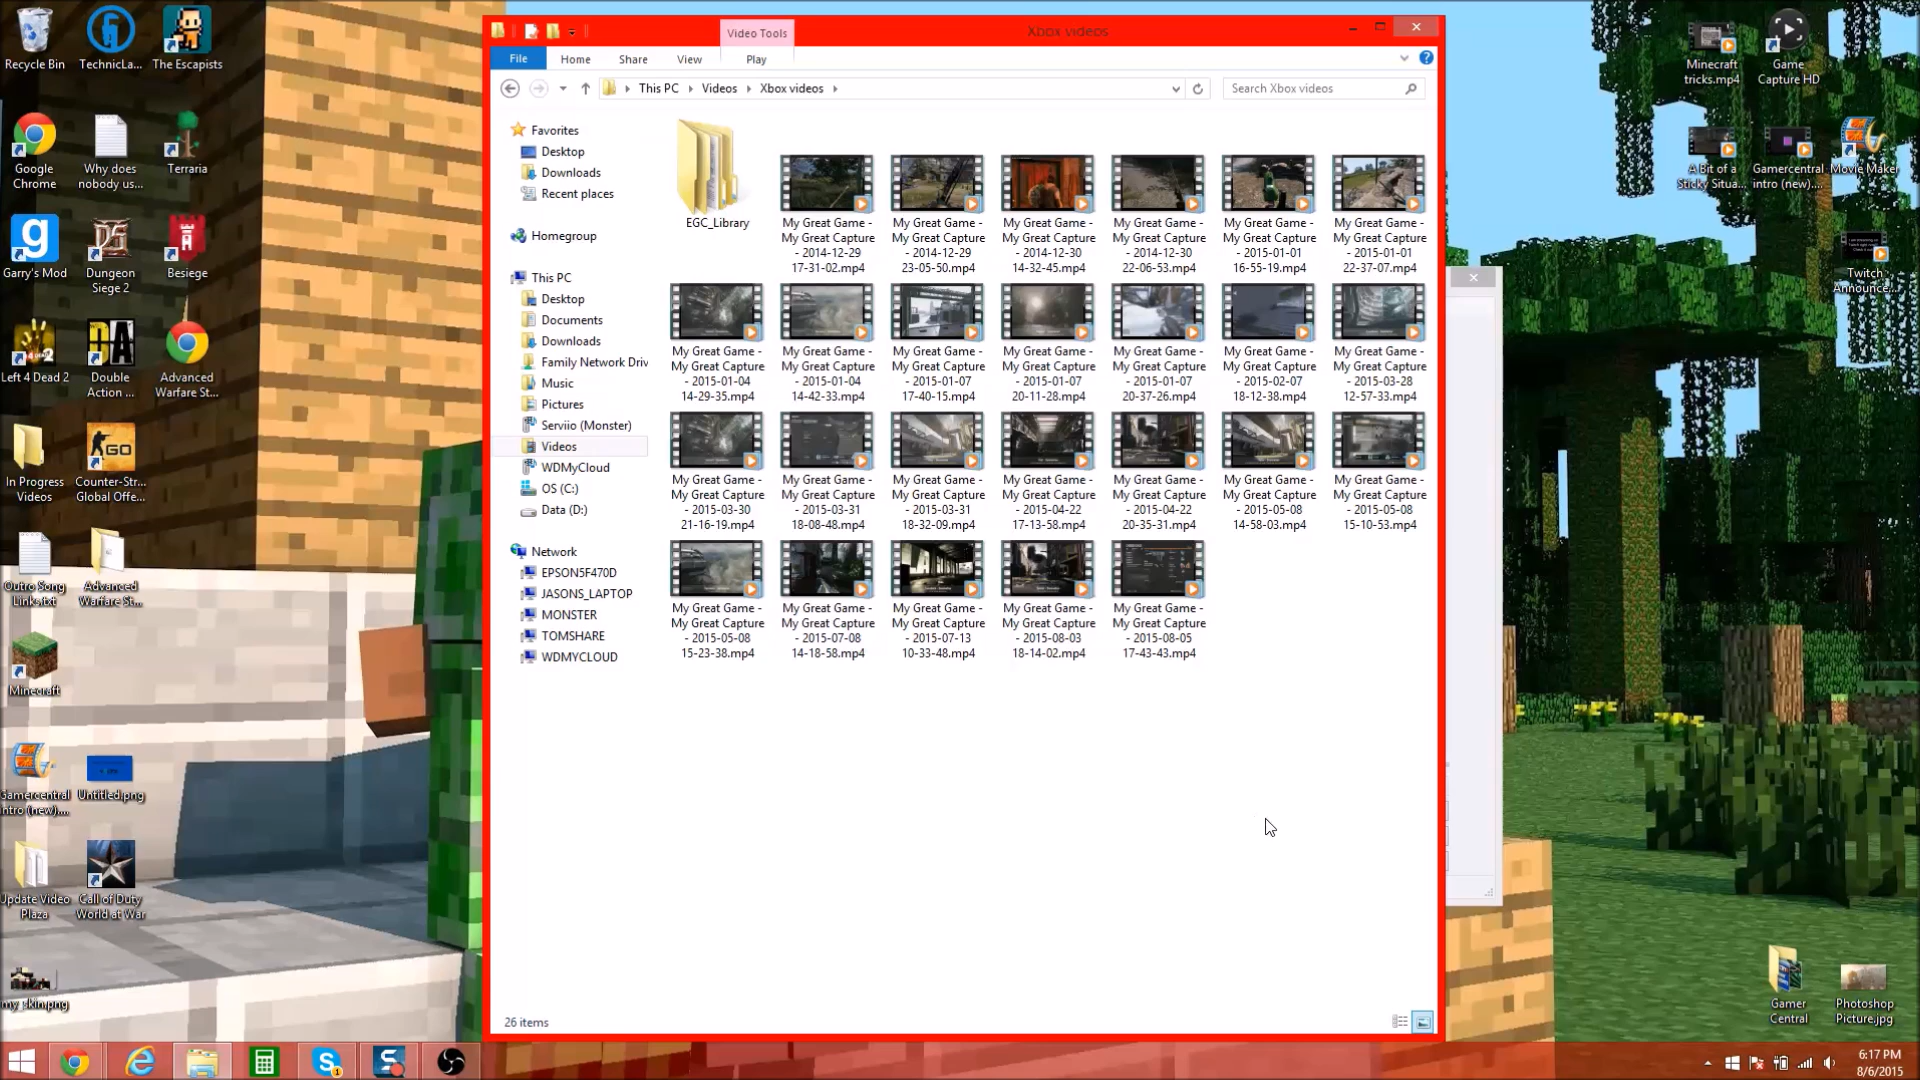 Recycle Bin
TechnicLa...
The Escapists
Google
Chrome
Why does
nobody us...
Terraria
Garry's Mod
Dungeon
Siege 2
Besiege
Left 4 Dead 2
Double
Action ...
Advanced
Warfare St...
In Progress
Videos
Counter-Str...
Global Offe...
Outro Song
Links.txt
Advanced
Warfare St...
Minecraft
Gamercentral
intro (new)....
Untitled.png
Update Video
Plaza
Call of Duty
World at War
my skin.png
Video Tools
Xbox videos
File
Home
Share
View
Play
This PC
Videos
Xbox videos
Search Xbox videos
Favorites
Desktop
Downloads
Recent places
Homegroup
This PC
Desktop
Documents
Downloads
Family Network Driv
Music
Pictures
Serviio (Monster)
Videos
WDMyCloud
OS (C:)
Data (D:)
Network
EPSON5F470D
JASONS_LAPTOP
MONSTER
TOMSHARE
WDMYCLOUD
EGC_Library
My Great Game -
My Great Capture
- 2014-12-29
17-31-02.mp4
My Great Game -
My Great Capture
- 2014-12-29
23-05-50.mp4
My Great Game -
My Great Capture
- 2014-12-30
14-32-45.mp4
My Great Game -
My Great Capture
- 2014-12-30
22-06-53.mp4
My Great Game -
My Great Capture
- 2015-01-01
16-55-19.mp4
My Great Game -
My Great Capture
- 2015-01-01
22-37-07.mp4
My Great Game -
My Great Capture
- 2015-01-04
14-29-35.mp4
My Great Game -
My Great Capture
- 2015-01-04
14-42-33.mp4
My Great Game -
My Great Capture
- 2015-01-07
17-40-15.mp4
My Great Game -
My Great Capture
- 2015-01-07
20-11-28.mp4
My Great Game -
My Great Capture
- 2015-01-07
20-37-26.mp4
My Great Game -
My Great Capture
- 2015-02-07
18-12-38.mp4
My Great Game -
My Great Capture
- 2015-03-28
12-57-33.mp4
My Great Game -
My Great Capture
- 2015-03-30
21-16-19.mp4
My Great Game -
My Great Capture
- 2015-03-31
18-08-48.mp4
My Great Game -
My Great Capture
- 2015-03-31
18-32-09.mp4
My Great Game -
My Great Capture
- 2015-04-22
17-13-58.mp4
My Great Game -
My Great Capture
- 2015-04-22
20-35-31.mp4
My Great Game -
My Great Capture
- 2015-05-08
14-58-03.mp4
My Great Game -
My Great Capture
- 2015-05-08
15-10-53.mp4
My Great Game -
My Great Capture
- 2015-05-08
15-23-38.mp4
My Great Game -
My Great Capture
- 2015-07-08
14-18-58.mp4
My Great Game -
My Great Capture
- 2015-07-13
10-33-48.mp4
My Great Game -
My Great Capture
- 2015-08-03
18-14-02.mp4
My Great Game -
My Great Capture
- 2015-08-05
17-43-43.mp4
26 items
Minecraft
tricks.mp4
Game
Capture HD
A Bit of a
Sticky Situa...
Gamercentral
intro (new)....
Movie Maker
Twitch
Announce...
Gamer
Central
Photoshop
Picture.jpg
6:17 PM
8/6/2015